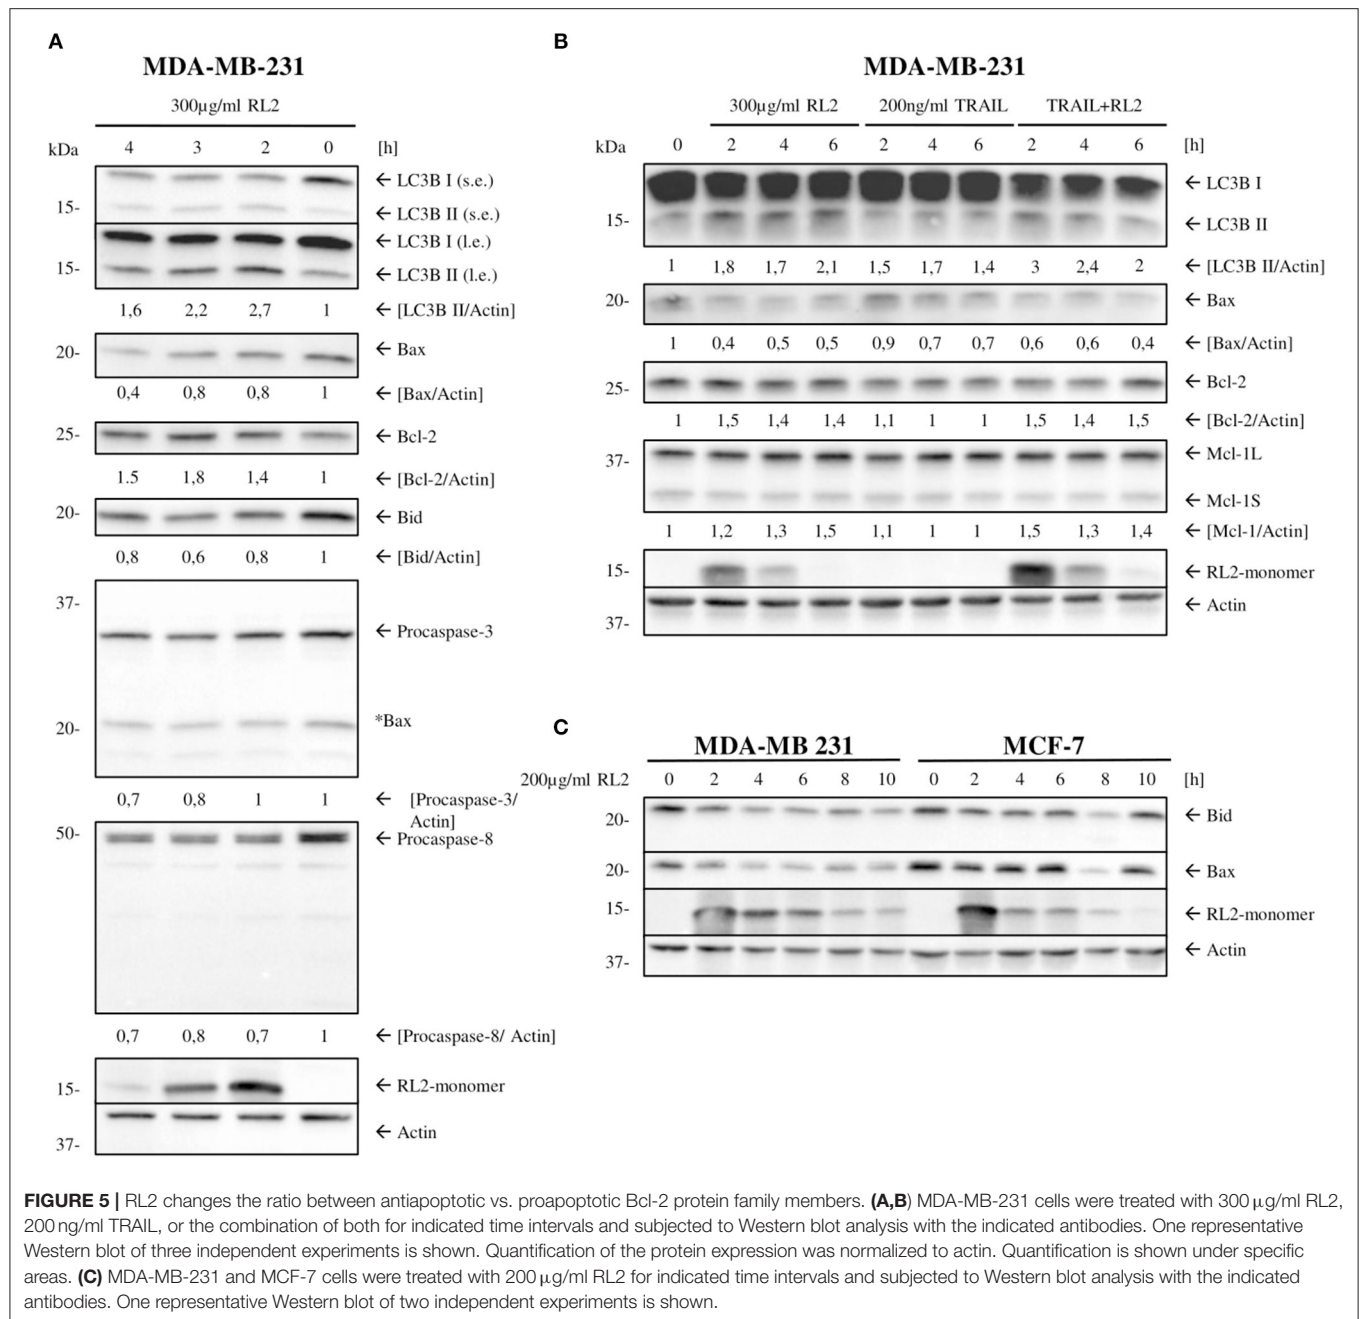 A
MDA-MB-231
300µg/ml RL2
kDa 4 3 2 0 [h]
← LC3B I (s.e.)
15- ← LC3B II (s.e.)
← LC3B I (l.e.)
15- ← LC3B II (l.e.)
1,6 2,2 2,7 1 ← [LC3B II/Actin]
20- ← Bax
0,4 0,8 0,8 1 ← [Bax/Actin]
25- ← Bcl-2
1.5 1,8 1,4 1 ← [Bcl-2/Actin]
20- ← Bid
0,8 0,6 0,8 1 ← [Bid/Actin]
37-
← Procaspase-3
20- *Bax
0,7 0,8 1 1 ← [Procaspase-3/
Actin]
50- ← Procaspase-8
0,7 0,8 0,7 1 ← [Procaspase-8/ Actin]
15- ← RL2-monomer
← Actin
37-
B
MDA-MB-231
300µg/ml RL2 200ng/ml TRAIL TRAIL+RL2
kDa 0 2 4 6 2 4 6 2 4 6 [h]
← LC3B I
15- ← LC3B II
1 1,8 1,7 2,1 1,5 1,7 1,4 3 2,4 2 ← [LC3B II/Actin]
20- ← Bax
1 0,4 0,5 0,5 0,9 0,7 0,7 0,6 0,6 0,4 ← [Bax/Actin]
25- ← Bcl-2
1 1,5 1,4 1,4 1,1 1 1 1,5 1,4 1,5 ← [Bcl-2/Actin]
37- ← Mcl-1L
← Mcl-1S
1 1,2 1,3 1,5 1,1 1 1 1,5 1,3 1,4 ← [Mcl-1/Actin]
15- ← RL2-monomer
← Actin
37-
C
MDA-MB 231 MCF-7
200µg/ml RL2 0 2 4 6 8 10 0 2 4 6 8 10 [h]
20- ← Bid
20- ← Bax
15- ← RL2-monomer
← Actin
37-
FIGURE 5 | RL2 changes the ratio between antiapoptotic vs. proapoptotic Bcl-2 protein family members. (A,B) MDA-MB-231 cells were treated with 300 µg/ml RL2,
200 ng/ml TRAIL, or the combination of both for indicated time intervals and subjected to Western blot analysis with the indicated antibodies. One representative
Western blot of three independent experiments is shown. Quantification of the protein expression was normalized to actin. Quantification is shown under specific
areas. (C) MDA-MB-231 and MCF-7 cells were treated with 200 µg/ml RL2 for indicated time intervals and subjected to Western blot analysis with the indicated
antibodies. One representative Western blot of two independent experiments is shown.